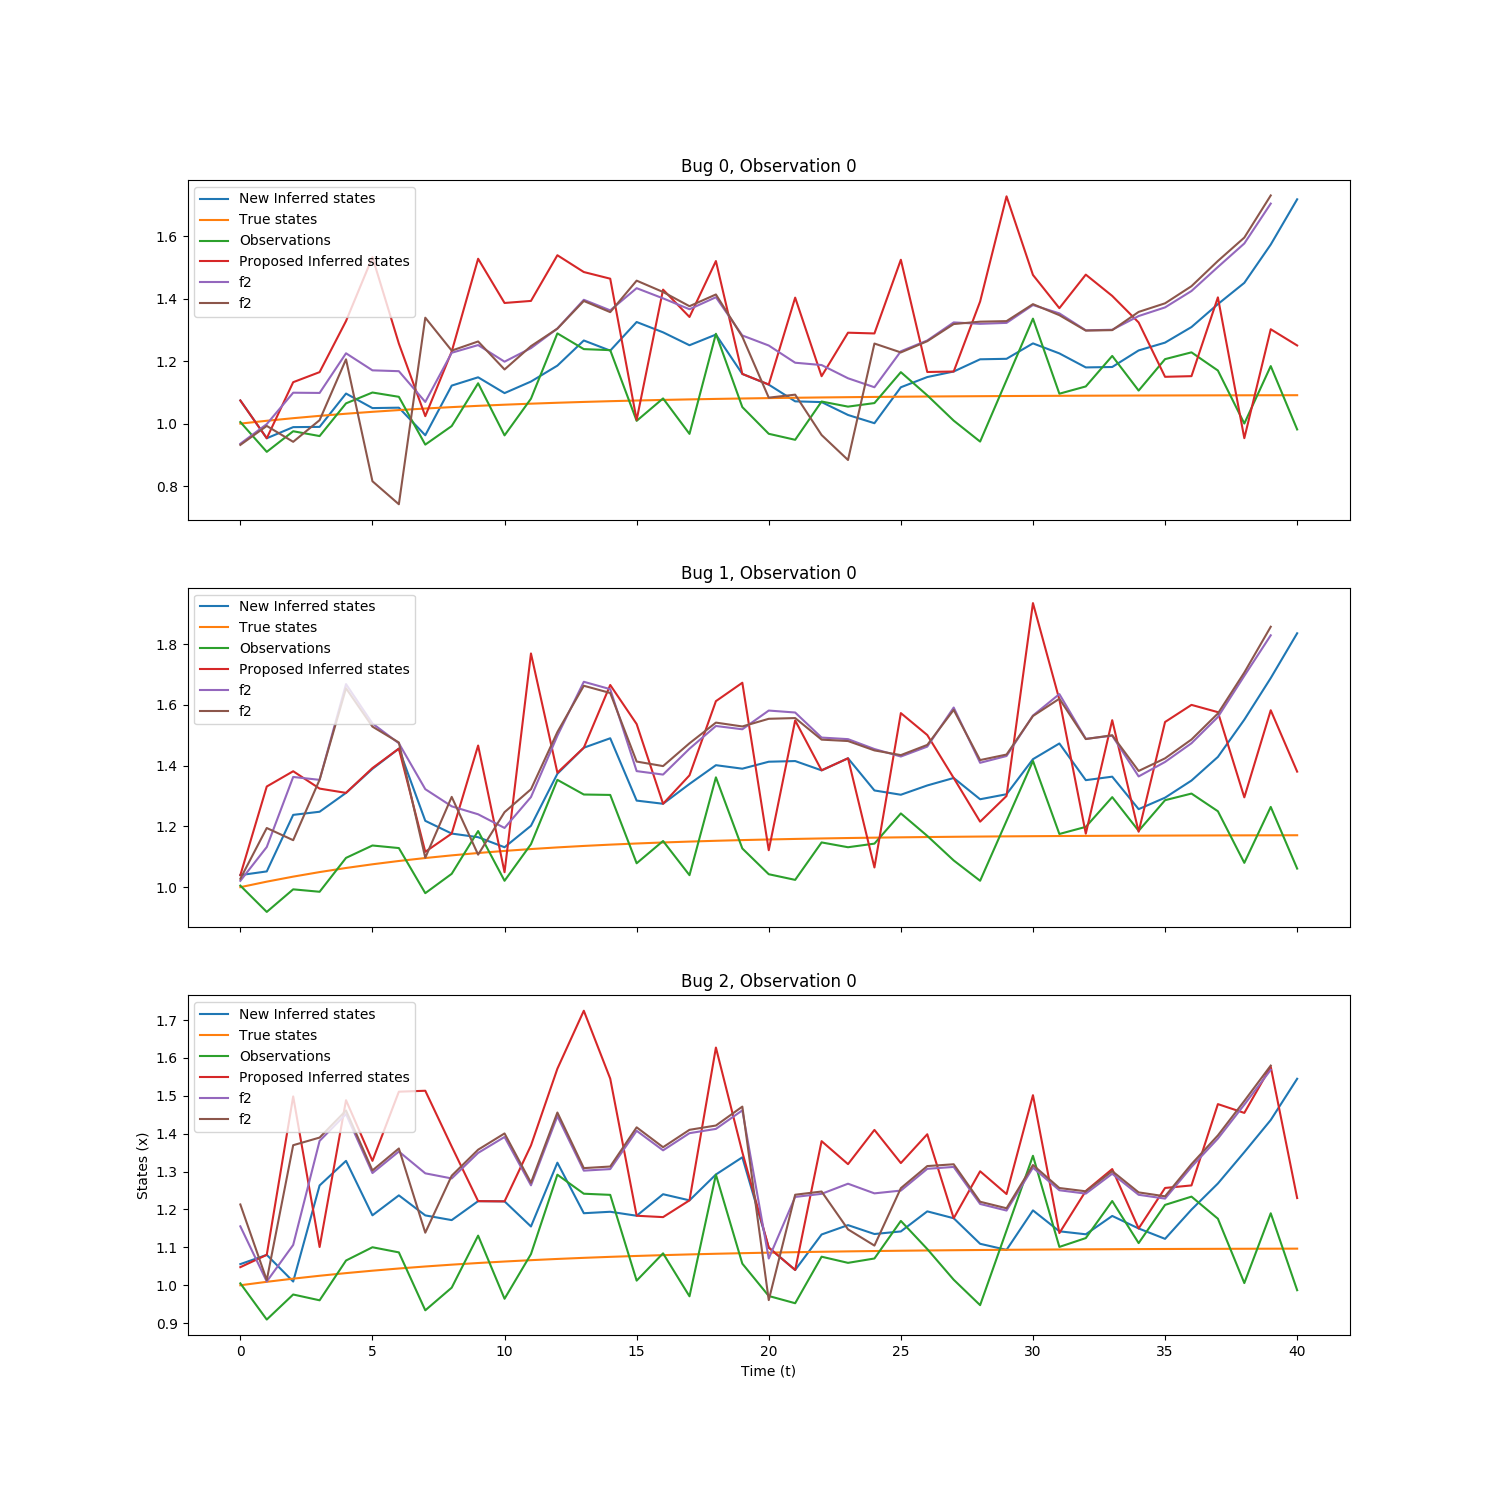 Bug 0, Observation 0
New Inferred states
True states
Observations
Proposed Inferred states
f2
f2
1.6
1.4
1.2
1.0
0.8
Bug 1, Observation 0
New Inferred states
True states
Observations
Proposed Inferred states
f2
f2
1.8
1.6
1.4
1.2
1.0
Bug 2, Observation 0
New Inferred states
True states
Observations
Proposed Inferred states
f2
f2
1.7
1.6
1.5
1.4
1.3
1.2
1.1
1.0
0.9
States (x)
0 5 10 15 20 25 30 35 40
Time (t)